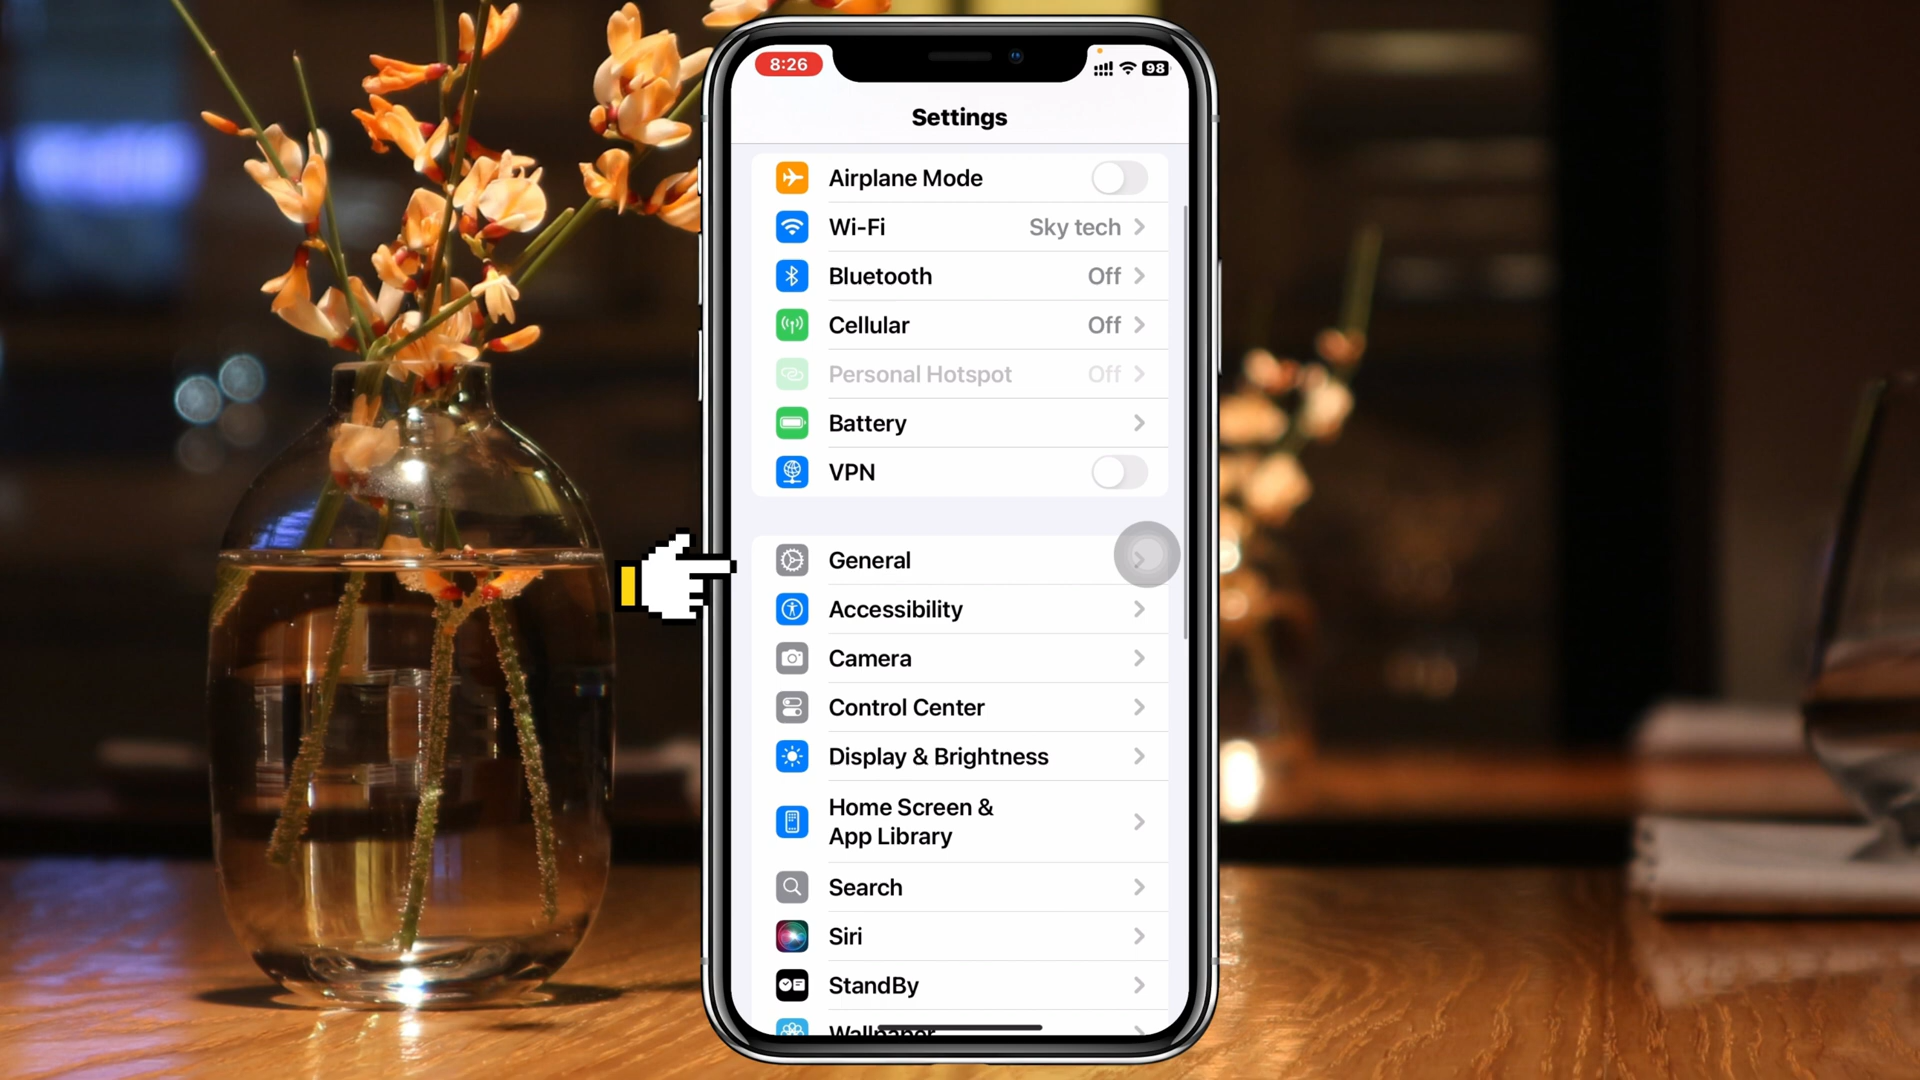 8:26
98
Settings
Airplane Mode
Wi-Fi Sky tech
Bluetooth Off
Cellular Off
Personal Hotspot Off
Battery
VPN
General
Accessibility
Camera
Control Center
Display & Brightness
Home Screen &
App Library
Search
Siri
StandBy
Wallpaper